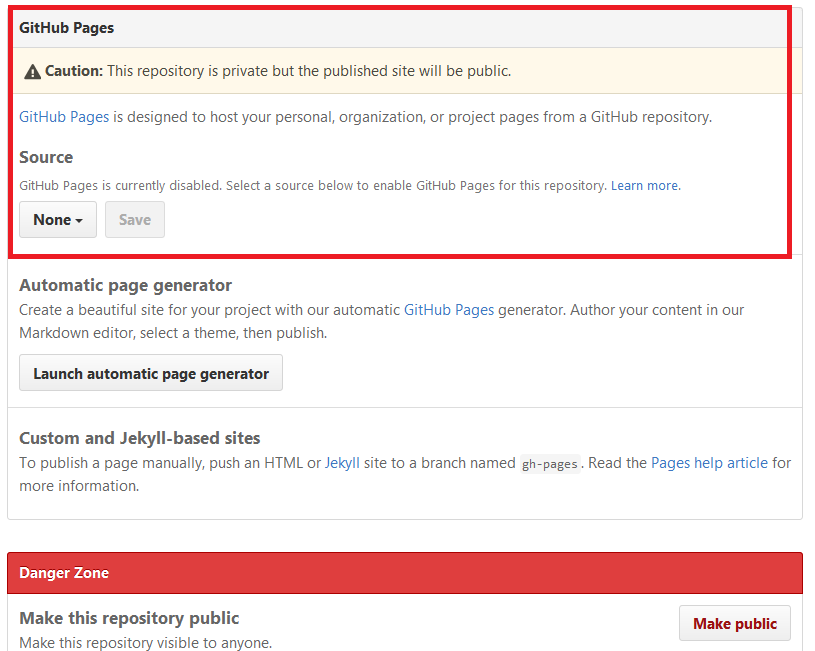 GitHub Pages
Caution: This repository is private but the published site will be public.
GitHub Pages is designed to host your personal, organization, or project pages from a GitHub repository.
Source
GitHub Pages is currently disabled. Select a source below to enable GitHub Pages for this repository. Learn more.
None
Save
Automatic page generator
Create a beautiful site for your project with our automatic GitHub Pages generator. Author your content in our
Markdown editor, select a theme, then publish.
Launch automatic page generator
Custom and Jekyll-based sites
To publish a page manually, push an HTML or Jekyll site to a branch named gh-pages. Read the Pages help article for
more information.
Danger Zone
Make this repository public
Make public
Make this repository visible to anyone.